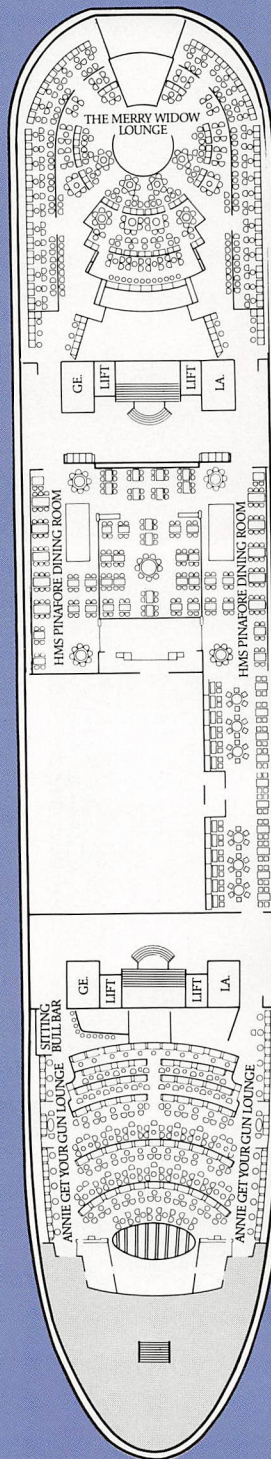 THE MERRY WIDOW
LOUNGE
GE.
LIFT
LIFT
LA.
HMS PINAFORE DINING ROOM
HMS PINAFORE DINING ROOM
GE.
LIFT
LIFT
LA.
SITTING
BULL BAR
ANNIE GET YOUR GUN LOUNGE
ANNIE GET YOUR GUN LOUNGE